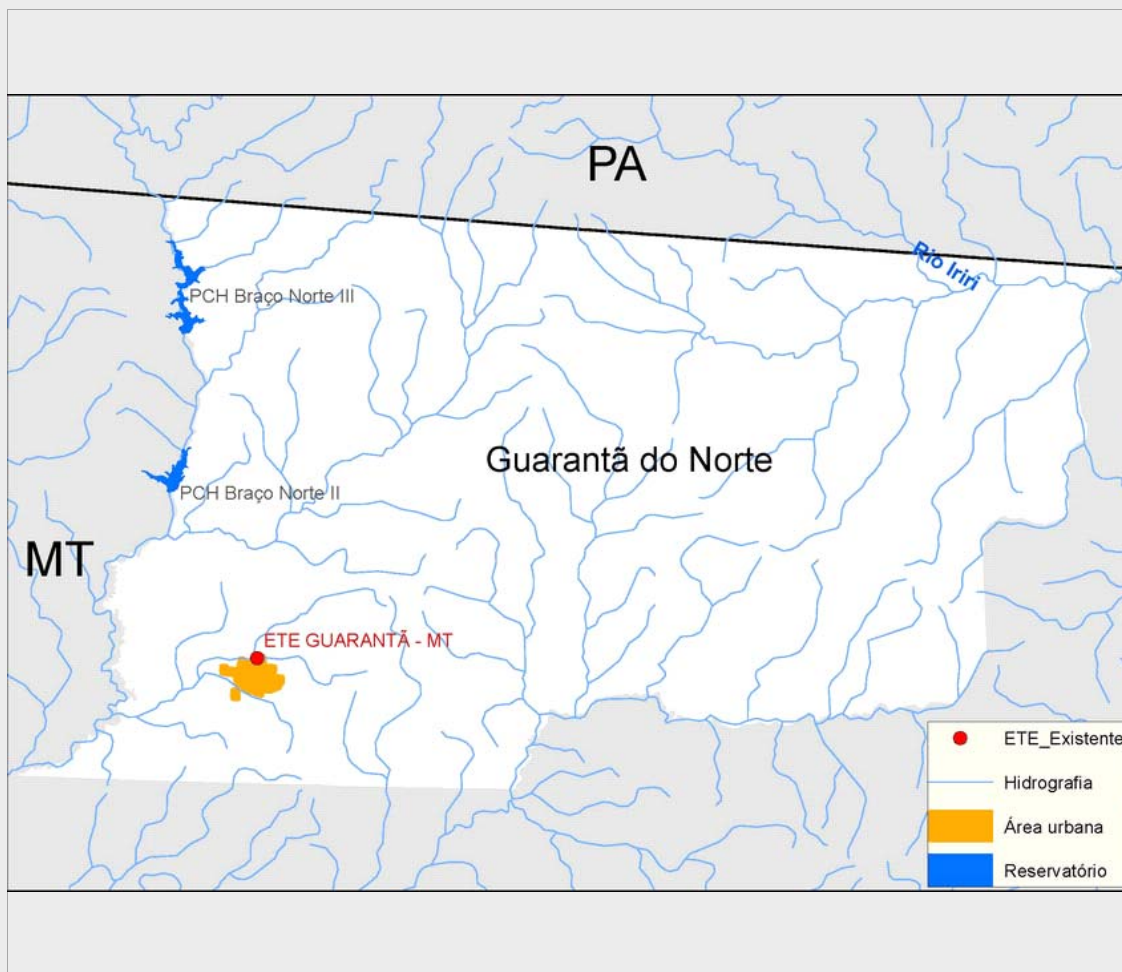 PA
Rio Iriri
PCH Braço Norte III
Guarantã do Norte
PCH Braço Norte II
MT
ETE GUARANTÃ - MT
ETE_Existente
Hidrografia
Área urbana
Reservatório